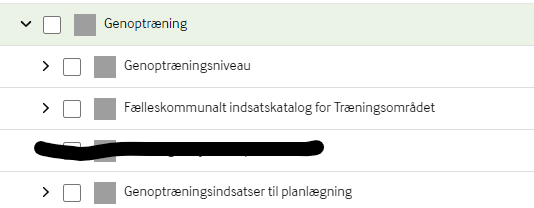 Genoptræning
Genoptræningsniveau
Fælleskommunalt indsatskatalog for Træningsområdet
Genoptræningsindsatser til planlægning